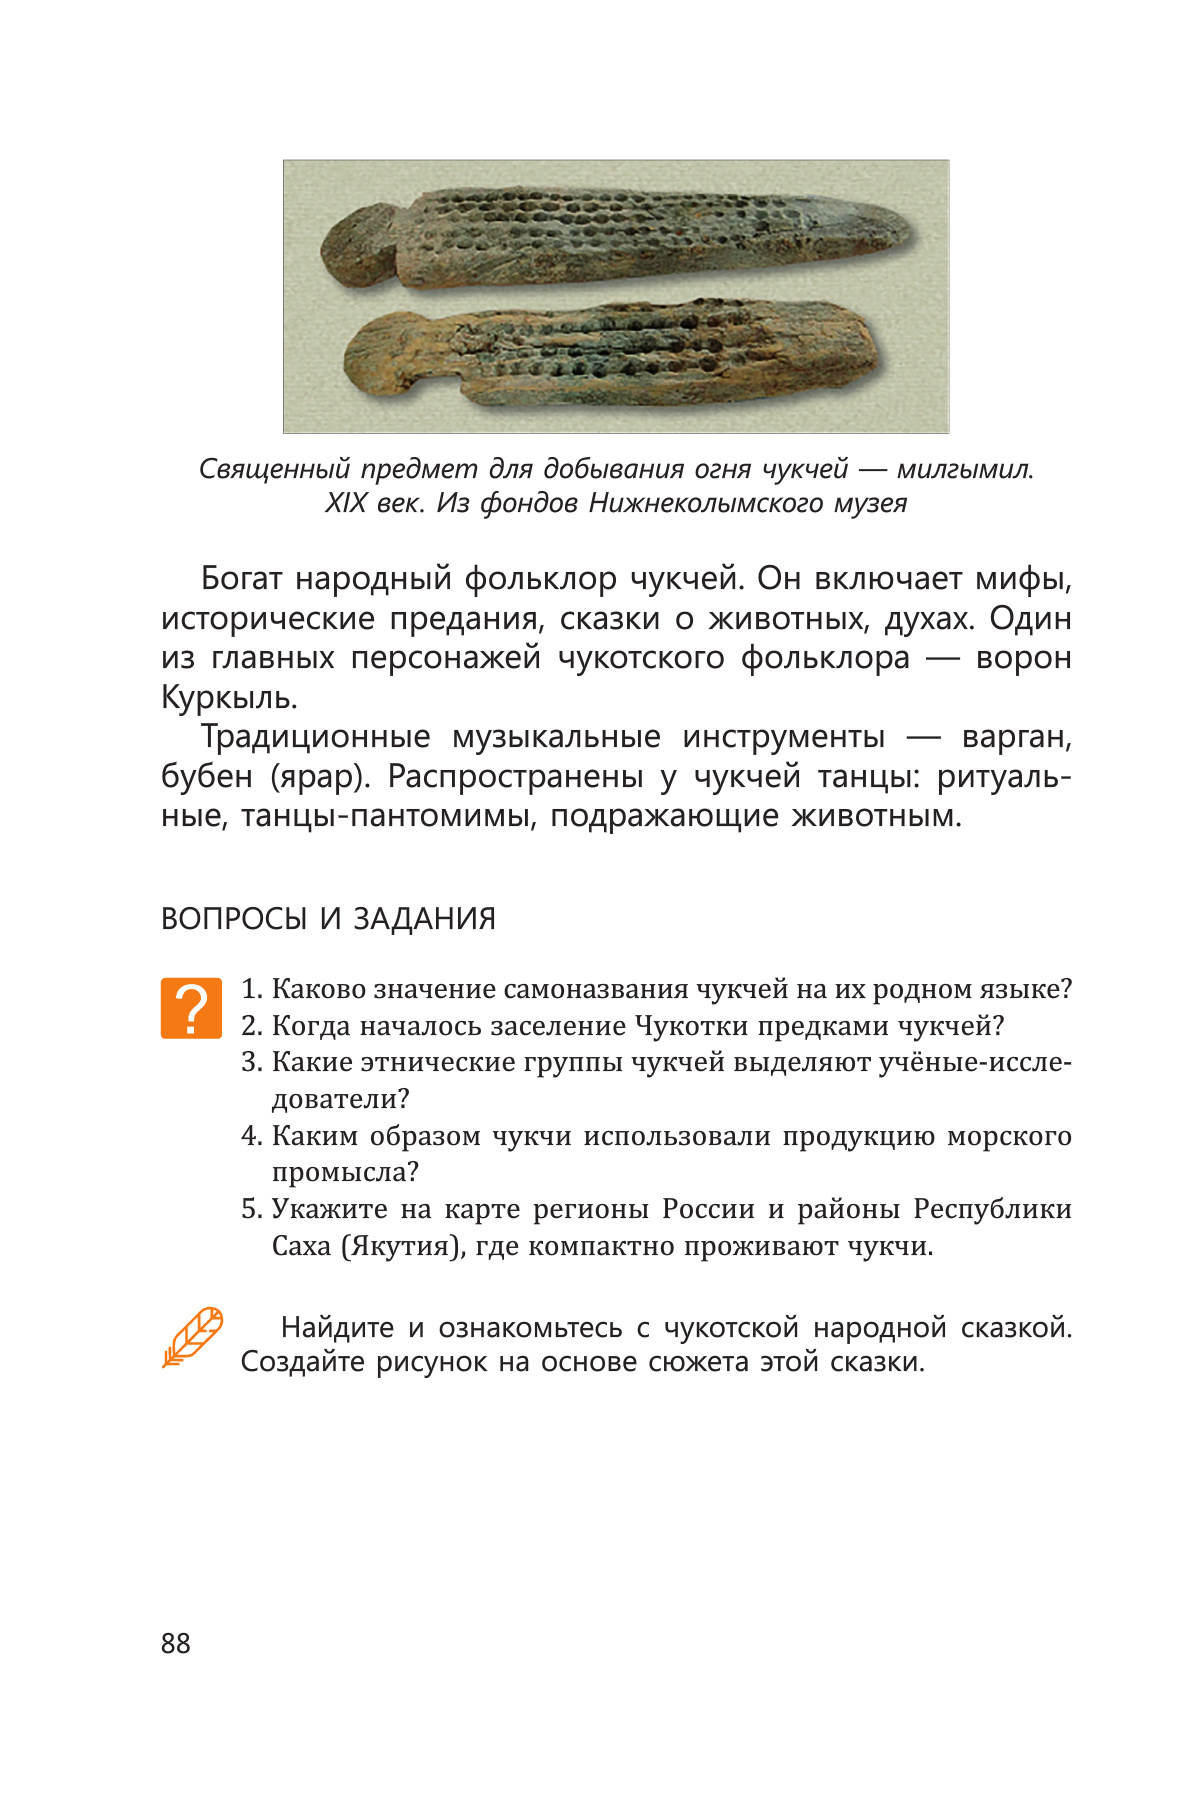 Священный предмет для добывания огня чукчей — милгымил.
XIX век. Из фондов Нижнеколымского музея
Богат народный фольклор чукчей. Он включает мифы,
исторические предания, сказки о животных, духах. Один
из главных персонажей чукотского фольклора — ворон
Куркыль.
Традиционные музыкальные инструменты — варган,
бубен (ярар). Распространены у чукчей танцы: ритуаль-
ные, танцы-пантомимы, подражающие животным.
ВОПРОСЫ И ЗАДАНИЯ
?
1. Каково значение самоназвания чукчей на их родном языке?
2. Когда началось заселение Чукотки предками чукчей?
3. Какие этнические группы чукчей выделяют учёные-иссле-
дователи?
4. Каким образом чукчи использовали продукцию морского
промысла?
5. Укажите на карте регионы России и районы Республики
Саха (Якутия), где компактно проживают чукчи.
Найдите и ознакомьтесь с чукотской народной сказкой.
Создайте рисунок на основе сюжета этой сказки.
88